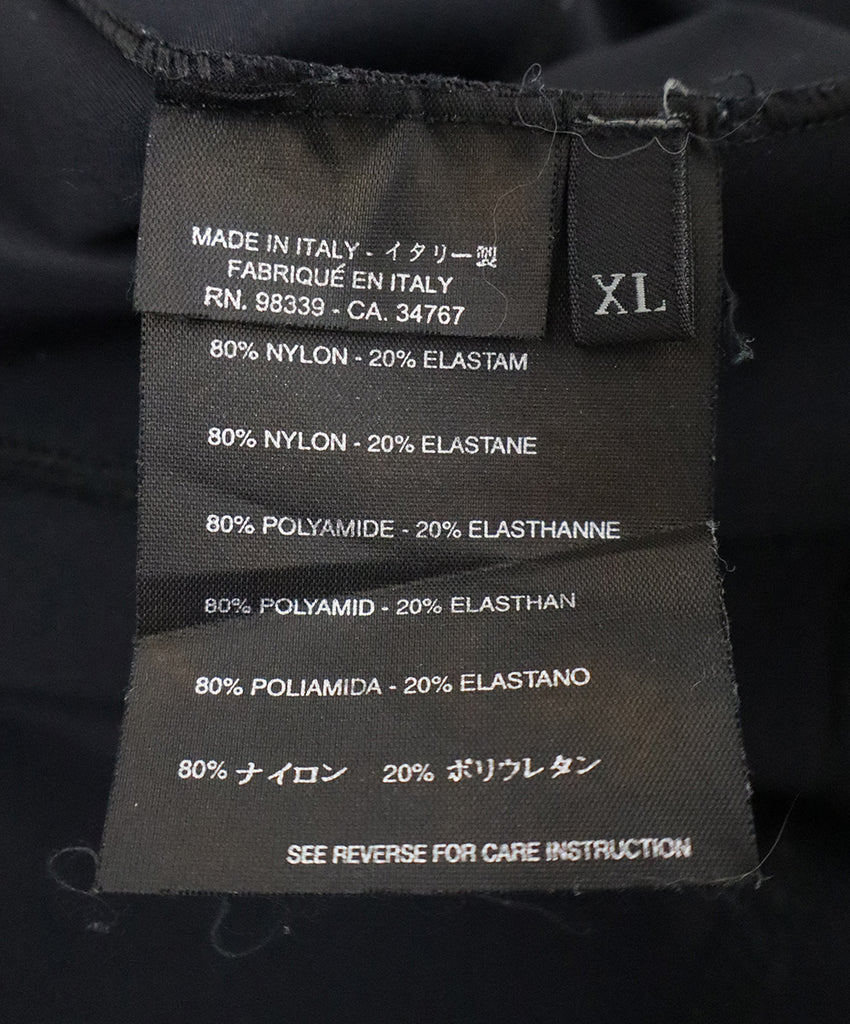 MADE IN ITALY - イタリー製
FABRIQUÉ EN ITALY
RN. 98339 - CA. 34767
XL
80% NYLON - 20% ELASTAM
80% NYLON - 20% ELASTANE
80% POLYAMIDE - 20% ELASTHANNE
80% POLYAMID - 20% ELASTHAN
80% POLIAMIDA - 20% ELASTANO
80% ナイロン 20% ポリウレタン
SEE REVERSE FOR CARE INSTRUCTION